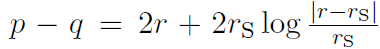 p − q = 2r + 2r_S log |r−r_S| / r_S